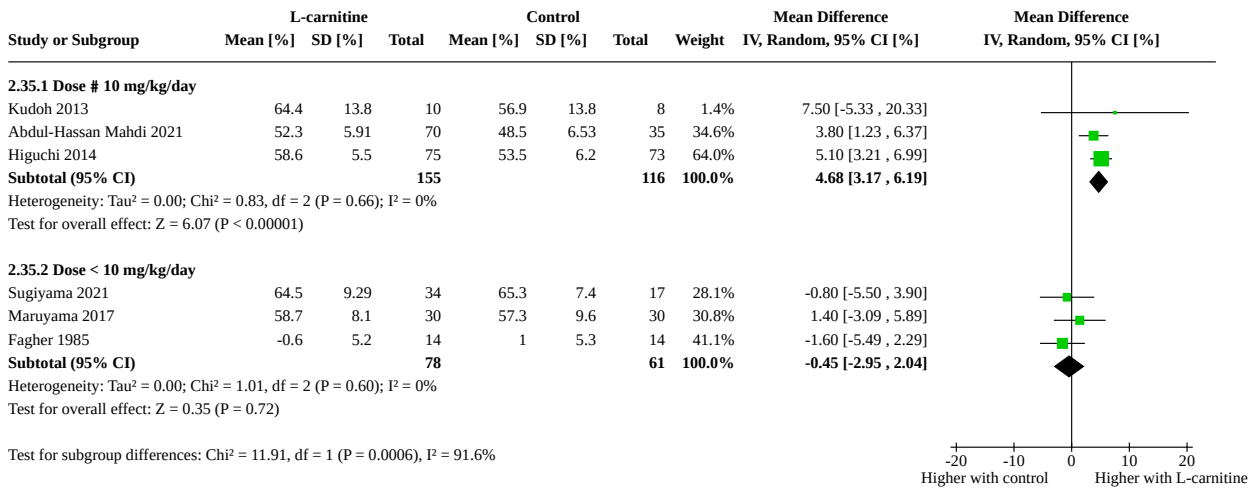 L-carnitine Control Mean Difference Mean Difference
Study or Subgroup Mean [%] SD [%] Total Mean [%] SD [%] Total Weight IV, Random, 95% CI [%] IV, Random, 95% CI [%]
2.35.1 Dose # 10 mg/kg/day
Kudoh 2013 64.4 13.8 10 56.9 13.8 8 1.4% 7.50 [-5.33 , 20.33]
Abdul-Hassan Mahdi 2021 52.3 5.91 70 48.5 6.53 35 34.6% 3.80 [1.23 , 6.37]
Higuchi 2014 58.6 5.5 75 53.5 6.2 73 64.0% 5.10 [3.21 , 6.99]
Subtotal (95% CI) 155 116 100.0% 4.68 [3.17 , 6.19]
Heterogeneity: Tau² = 0.00; Chi² = 0.83, df = 2 (P = 0.66); I² = 0%
Test for overall effect: Z = 6.07 (P < 0.00001)
2.35.2 Dose < 10 mg/kg/day
Sugiyama 2021 64.5 9.29 34 65.3 7.4 17 28.1% -0.80 [-5.50 , 3.90]
Maruyama 2017 58.7 8.1 30 57.3 9.6 30 30.8% 1.40 [-3.09 , 5.89]
Fagher 1985 -0.6 5.2 14 1 5.3 14 41.1% -1.60 [-5.49 , 2.29]
Subtotal (95% CI) 78 61 100.0% -0.45 [-2.95 , 2.04]
Heterogeneity: Tau² = 0.00; Chi² = 1.01, df = 2 (P = 0.60); I² = 0%
Test for overall effect: Z = 0.35 (P = 0.72)
Test for subgroup differences: Chi² = 11.91, df = 1 (P = 0.0006), I² = 91.6%
-20 -10 0 10 20
Higher with control Higher with L-carnitine